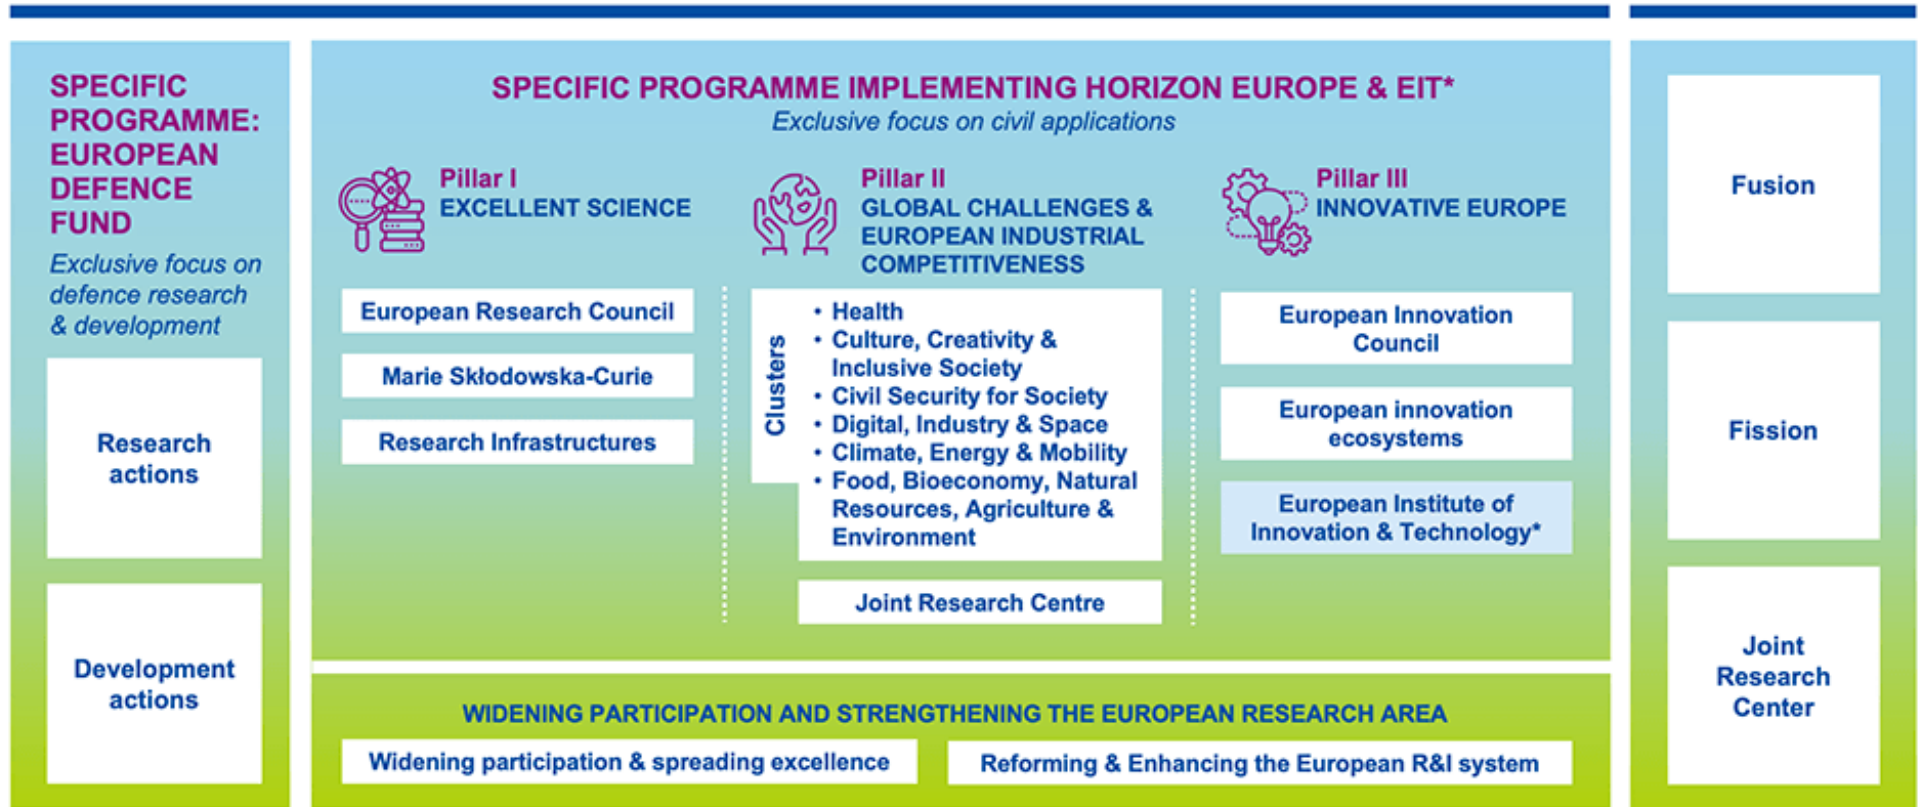 SPECIFIC
PROGRAMME:
EUROPEAN
DEFENCE
FUND
Exclusive focus on
defence research
& development
Research
actions
Development
actions
SPECIFIC PROGRAMME IMPLEMENTING HORIZON EUROPE & EIT*
Exclusive focus on civil applications
Pillar I
EXCELLENT SCIENCE
European Research Council
Marie Skłodowska-Curie
Research Infrastructures
Pillar II
GLOBAL CHALLENGES &
EUROPEAN INDUSTRIAL
COMPETITIVENESS
Clusters
• Health
• Culture, Creativity &
Inclusive Society
• Civil Security for Society
• Digital, Industry & Space
• Climate, Energy & Mobility
• Food, Bioeconomy, Natural
Resources, Agriculture &
Environment
Joint Research Centre
Pillar III
INNOVATIVE EUROPE
European Innovation
Council
European innovation
ecosystems
European Institute of
Innovation & Technology*
WIDENING PARTICIPATION AND STRENGTHENING THE EUROPEAN RESEARCH AREA
Widening participation & spreading excellence
Reforming & Enhancing the European R&I system
Fusion
Fission
Joint
Research
Center